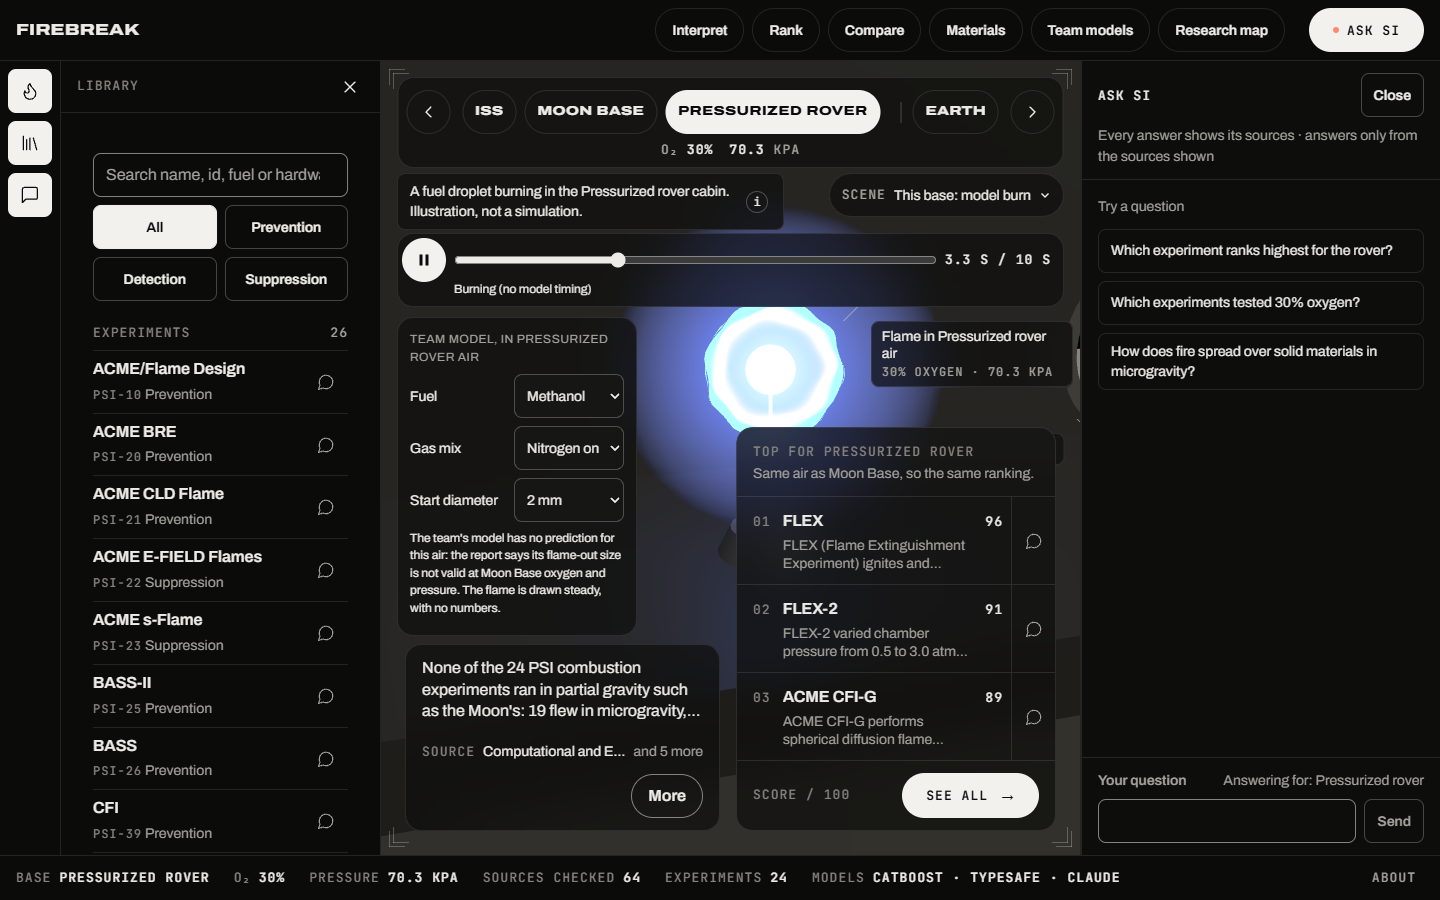 FIREBREAK
Interpret
Rank
Compare
Materials
Team models
Research map
ASK SI
LIBRARY
Search name, id, fuel or hardw
All
Prevention
Detection
Suppression
EXPERIMENTS 26
ACME/Flame Design
PSI-10 Prevention
ACME BRE
PSI-20 Prevention
ACME CLD Flame
PSI-21 Prevention
ACME E-FIELD Flames
PSI-22 Suppression
ACME s-Flame
PSI-23 Suppression
BASS-II
PSI-25 Prevention
BASS
PSI-26 Prevention
CFI
PSI-39 Prevention
ISS
MOON BASE
PRESSURIZED ROVER
EARTH
O₂ 30% 70.3 KPA
A fuel droplet burning in the Pressurized rover cabin.
Illustration, not a simulation.
i
SCENE This base: model burn
3.3 S / 10 S
Burning (no model timing)
TEAM MODEL, IN PRESSURIZED
ROVER AIR
Fuel Methanol
Gas mix Nitrogen on
Start diameter 2 mm
The team's model has no prediction for
this air: the report says its flame-out size
is not valid at Moon Base oxygen and
pressure. The flame is drawn steady,
with no numbers.
Flame in Pressurized rover
air
30% OXYGEN · 70.3 KPA
None of the 24 PSI combustion
experiments ran in partial gravity such
as the Moon's: 19 flew in microgravity,...
SOURCE Computational and E... and 5 more
More
TOP FOR PRESSURIZED ROVER
Same air as Moon Base, so the same ranking.
01 FLEX 96
FLEX (Flame Extinguishment
Experiment) ignites and...
02 FLEX-2 91
FLEX-2 varied chamber
pressure from 0.5 to 3.0 atm...
03 ACME CFI-G 89
ACME CFI-G performs
spherical diffusion flame...
SCORE / 100
SEE ALL →
ASK SI
Close
Every answer shows its sources · answers only from
the sources shown
Try a question
Which experiment ranks highest for the rover?
Which experiments tested 30% oxygen?
How does fire spread over solid materials in
microgravity?
Your question Answering for: Pressurized rover
Send
BASE PRESSURIZED ROVER O₂ 30% PRESSURE 70.3 KPA SOURCES CHECKED 64 EXPERIMENTS 24 MODELS CATBOOST · TYPESAFE · CLAUDE ABOUT